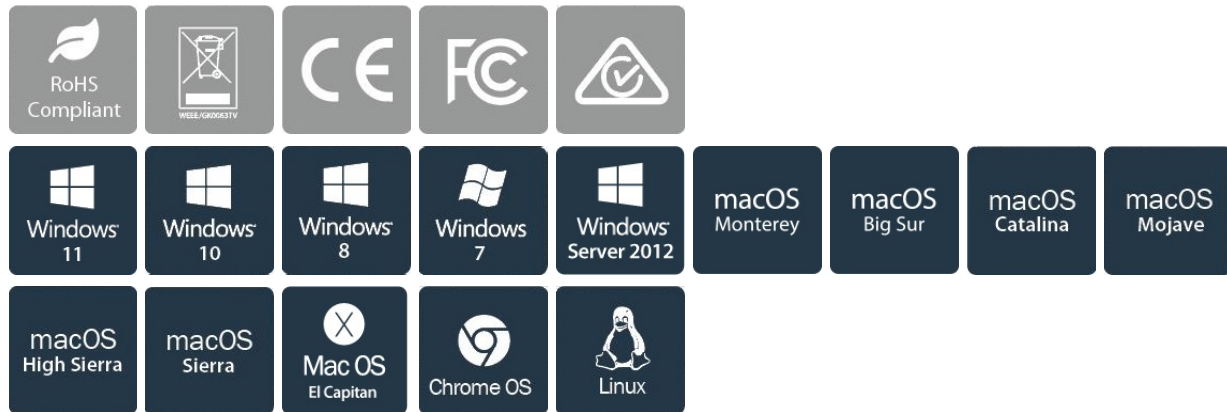 RoHS
Compliant
WEEE/GK0063TV
CE
FC
Windows
11
Windows
10
Windows
8
Windows
7
Windows
Server 2012
macOS
Monterey
macOS
Big Sur
macOS
Catalina
macOS
Mojave
macOS
High Sierra
macOS
Sierra
X
Mac OS
El Capitan
Chrome OS
Linux